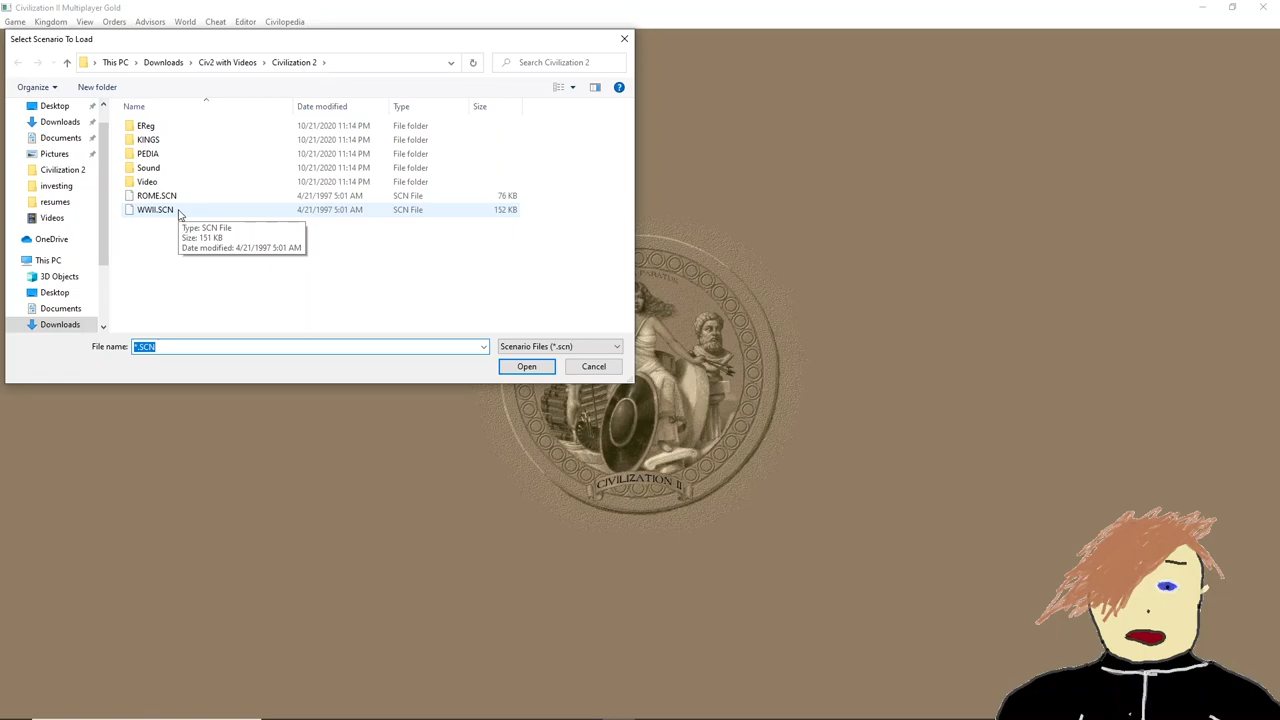 Civilization II Multiplayer Gold
Game Kingdom View Orders Advisors World Cheat Editor Civilopedia
Select Scenario To Load
This PC Downloads Civ2 with Videos Civilization 2
Search Civilization 2
Organize New folder
Name Date modified Type Size
Desktop
Downloads
Documents
Pictures
Civilization 2
investing
resumes
Videos
OneDrive
This PC
3D Objects
Desktop
Documents
Downloads
EReg 10/21/2020 11:14 PM File folder
KINGS 10/21/2020 11:14 PM File folder
PEDIA 10/21/2020 11:14 PM File folder
Sound 10/21/2020 11:14 PM File folder
Video 10/21/2020 11:14 PM File folder
ROME.SCN 4/21/1997 5:01 AM SCN File 76 KB
WWII.SCN 4/21/1997 5:01 AM SCN File 152 KB
Type: SCN File
Size: 151 KB
Date modified: 4/21/1997 5:01 AM
File name: *.SCN Scenario Files (*.scn)
Open Cancel
PARATUS
CIVILIZATION II